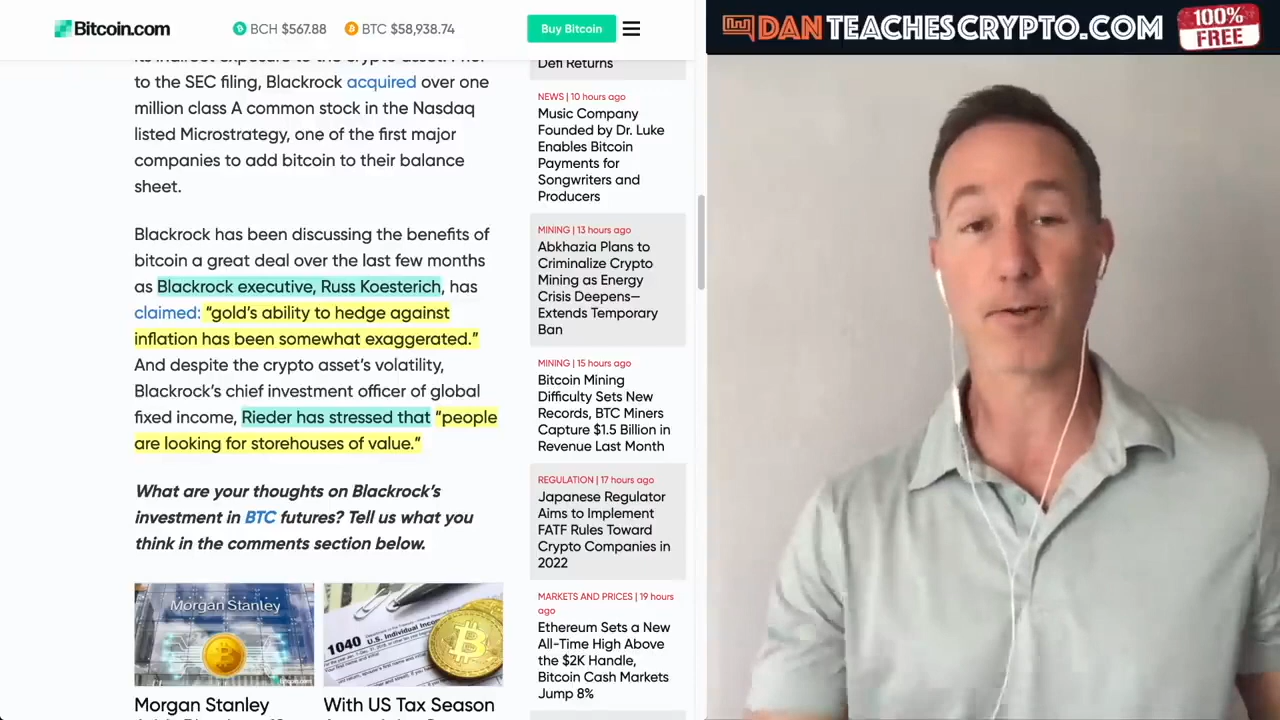 Bitcoin.com
BCH $567.88
BTC $58,938.74
Buy Bitcoin
to the SEC filing, Blackrock acquired over one
million class A common stock in the Nasdaq
listed Microstrategy, one of the first major
companies to add bitcoin to their balance
sheet.
Blackrock has been discussing the benefits of
bitcoin a great deal over the last few months
as Blackrock executive, Russ Koesterich, has
claimed: “gold’s ability to hedge against
inflation has been somewhat exaggerated.”
And despite the crypto asset’s volatility,
Blackrock’s chief investment officer of global
fixed income, Rieder has stressed that “people
are looking for storehouses of value.”
What are your thoughts on Blackrock’s
investment in BTC futures? Tell us what you
think in the comments section below.
Morgan Stanley
bitcoin.com
1040 U.S. Individual Inco
Morgan Stanley
With US Tax Season
Defi Returns
NEWS | 10 hours ago
Music Company
Founded by Dr. Luke
Enables Bitcoin
Payments for
Songwriters and
Producers
MINING | 13 hours ago
Abkhazia Plans to
Criminalize Crypto
Mining as Energy
Crisis Deepens—
Extends Temporary
Ban
MINING | 15 hours ago
Bitcoin Mining
Difficulty Sets New
Records, BTC Miners
Capture $1.5 Billion in
Revenue Last Month
REGULATION | 17 hours ago
Japanese Regulator
Aims to Implement
FATF Rules Toward
Crypto Companies in
2022
MARKETS AND PRICES | 19 hours
ago
Ethereum Sets a New
All-Time High Above
the $2K Handle,
Bitcoin Cash Markets
Jump 8%
DANTEACHESCRYPTO.COM
100%
FREE